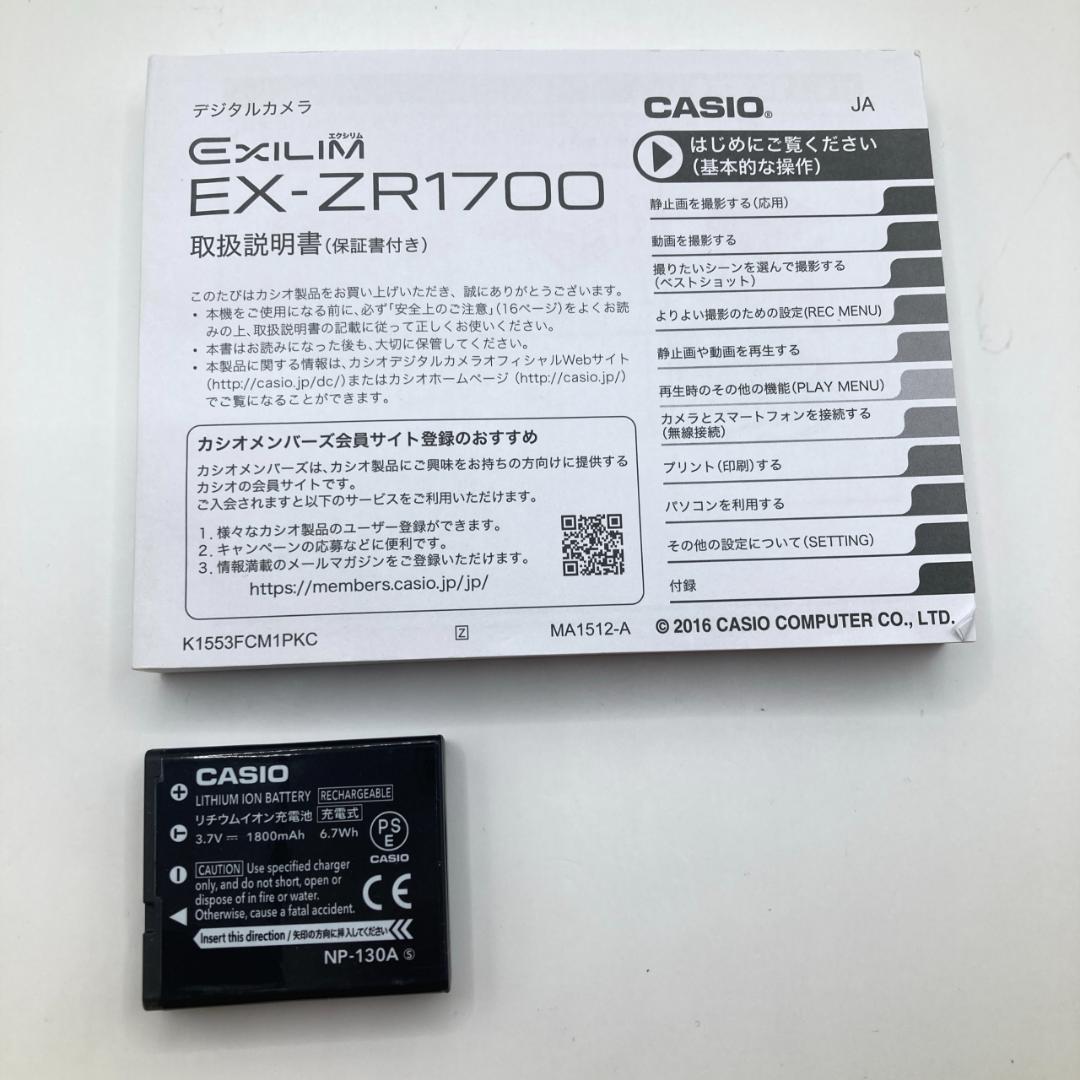 デジタルカメラ
エクシリム
EXILIM
EX-ZR1700
取扱説明書(保証書付き)
このたびはカシオ製品をお買い上げいただき、誠にありがとうございます。
• 本機をご使用になる前に、必ず「安全上のご注意」(16ページ)をよくお読
みの上、取扱説明書の記載に従って正しくお使いください。
• 本書はお読みになった後も、大切に保管してください。
• 本製品に関する情報は、カシオデジタルカメラオフィシャルWebサイト
(http://casio.jp/dc/)またはカシオホームページ (http://casio.jp/)
でご覧になることができます。
カシオメンバーズ会員サイト登録のおすすめ
カシオメンバーズは、カシオ製品にご興味をお持ちの方向けに提供する
カシオの会員サイトです。
ご入会されますと以下のサービスをご利用いただけます。
1. 様々なカシオ製品のユーザー登録ができます。
2. キャンペーンの応募などに便利です。
3. 情報満載のメールマガジンをご登録いただけます。
https://members.casio.jp/jp/
K1553FCM1PKC
Z
MA1512-A
CASIO® JA
はじめにご覧ください
(基本的な操作)
静止画を撮影する(応用)
動画を撮影する
撮りたいシーンを選んで撮影する
(ベストショット)
よりよい撮影のための設定(REC MENU)
静止画や動画を再生する
再生時のその他の機能(PLAY MENU)
カメラとスマートフォンを接続する
(無線接続)
プリント(印刷)する
パソコンを利用する
その他の設定について(SETTING)
付録
© 2016 CASIO COMPUTER CO., LTD.
CASIO
LITHIUM ION BATTERY RECHARGEABLE
リチウムイオン充電池 充電式
3.7V 1800mAh 6.7Wh
PS
E
CASIO
CAUTION Use specified charger
only, and do not short, open or
dispose of in fire or water.
Otherwise, cause a fatal accident.
CE
Insert this direction / 矢印の方向に挿入してください
NP-130A Ⓢ
+
T
−